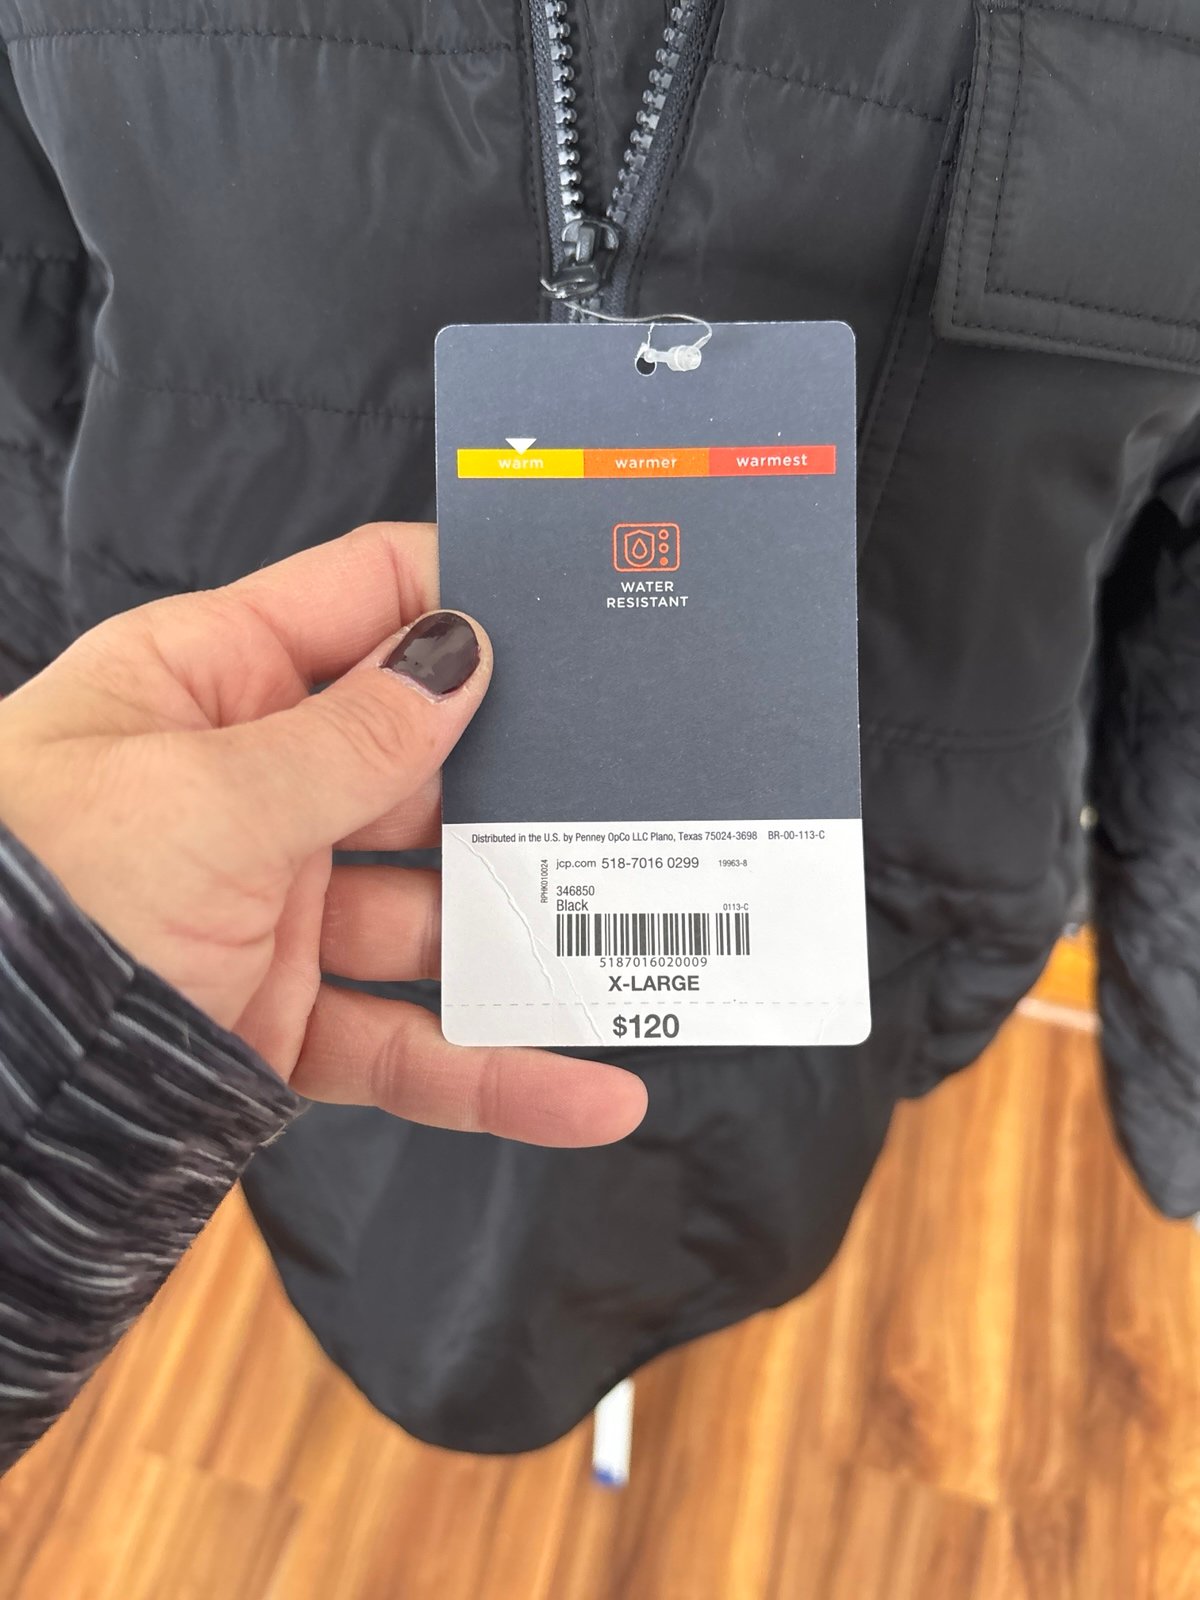 warm warmer warmest
WATER
RESISTANT
Distributed in the U.S. by Penney OpCo LLC Plano, Texas 75024-3698 BR-00-113-C
jcp.com 518-7016 0299 19963-8
RPHK010024
346850
Black 0113-C
5187016020009
X-LARGE
$120